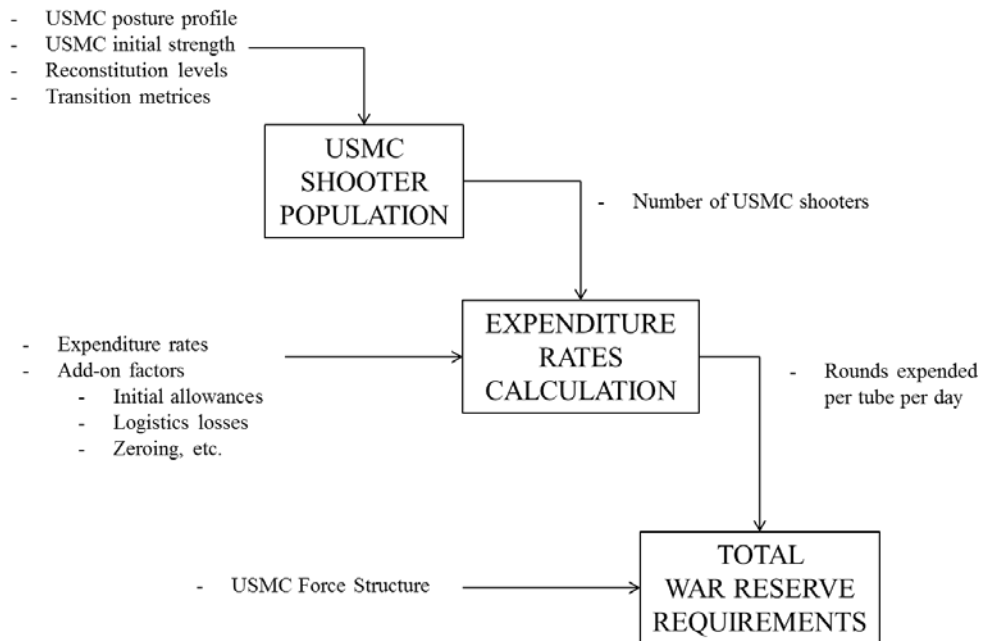 - USMC posture profile
- USMC initial strength
- Reconstitution levels
- Transition metrices
USMC
SHOOTER
POPULATION
- Number of USMC shooters
- Expenditure rates
- Add-on factors
- Initial allowances
- Logistics losses
- Zeroing, etc.
EXPENDITURE
RATES
CALCULATION
- Rounds expended
per tube per day
- USMC Force Structure
TOTAL
WAR RESERVE
REQUIREMENTS